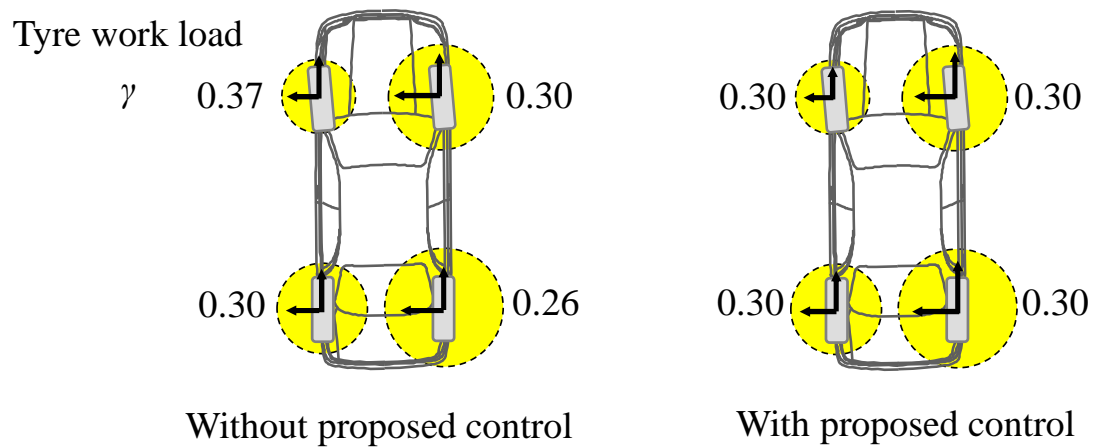 Tyre work load
γ 0.37 0.30 0.30 0.30
0.30 0.26 0.30 0.30
Without proposed control With proposed control